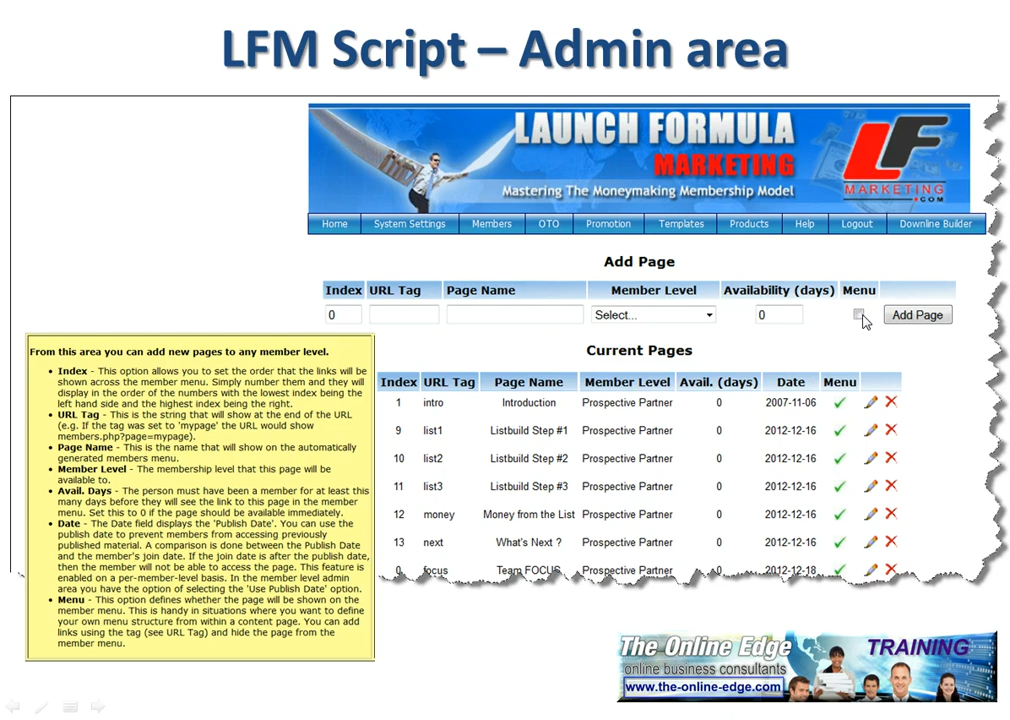 LFM Script – Admin area
LAUNCH FORMULA
MARKETING
Mastering The Moneymaking Membership Model
LF
MARKETING
.COM
Home System Settings Members OTO Promotion Templates Products Help Logout Downline Builder
Add Page
Index URL Tag Page Name Member Level Availability (days) Menu
0 Select... 0 Add Page
Current Pages
Index URL Tag Page Name Member Level Avail. (days) Date Menu
1 intro Introduction Prospective Partner 0 2007-11-06
9 list1 Listbuild Step #1 Prospective Partner 0 2012-12-16
10 list2 Listbuild Step #2 Prospective Partner 0 2012-12-16
11 list3 Listbuild Step #3 Prospective Partner 0 2012-12-16
12 money Money from the List Prospective Partner 0 2012-12-16
13 next What's Next ? Prospective Partner 0 2012-12-16
0 focus Team FOCUS Prospective Partner 0 2012-12-18
From this area you can add new pages to any member level.
• Index - This option allows you to set the order that the links will be
shown across the member menu. Simply number them and they will
display in the order of the numbers with the lowest index being the
left hand side and the highest index being the right.
• URL Tag - This is the string that will show at the end of the URL
(e.g. If the tag was set to 'mypage' the URL would show
members.php?page=mypage).
• Page Name - This is the name that will show on the automatically
generated members menu.
• Member Level - The membership level that this page will be
available to.
• Avail. Days - The person must have been a member for at least this
many days before they will see the link to this page in the member
menu. Set this to 0 if the page should be available immediately.
• Date - The Date field displays the 'Publish Date'. You can use the
publish date to prevent members from accessing previously
published material. A comparison is done between the Publish Date
and the member's join date. If the join date is after the publish date,
then the member will not be able to access the page. This feature is
enabled on a per-member-level basis. In the member level admin
area you have the option of selecting the 'Use Publish Date' option.
• Menu - This option defines whether the page will be shown on the
member menu. This is handy in situations where you want to define
your own menu structure from within a content page. You can add
links using the tag (see URL Tag) and hide the page from the
member menu.
The Online Edge TRAINING
online business consultants
www.the-online-edge.com